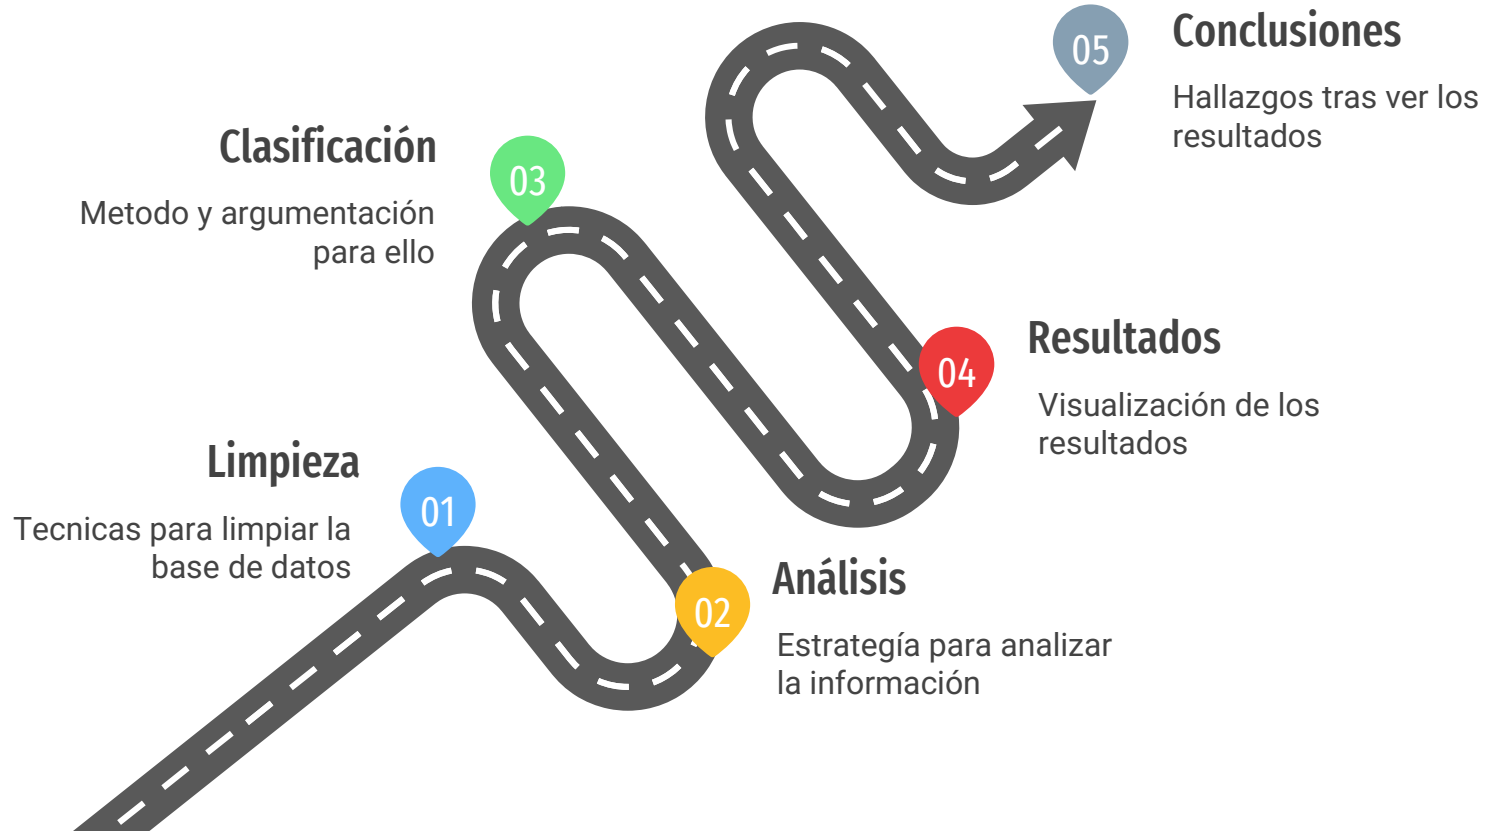 01
Limpieza
Tecnicas para limpiar la
base de datos
02
Análisis
Estrategía para analizar
la información
03
Clasificación
Metodo y argumentación
para ello
04
Resultados
Visualización de los
resultados
05
Conclusiones
Hallazgos tras ver los
resultados